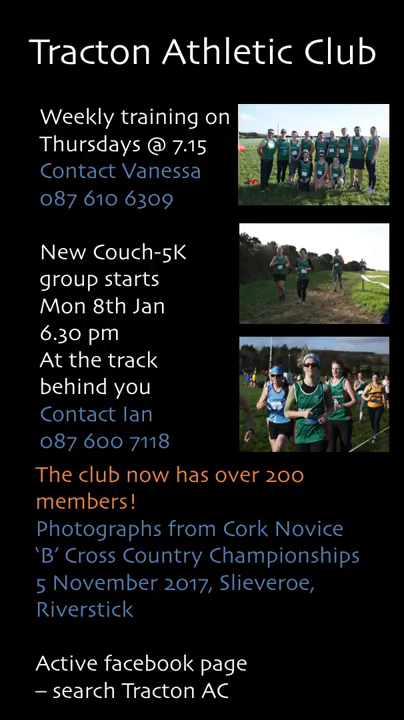 Tracton Athletic Club
Weekly training on
Thursdays @ 7.15
Contact Vanessa
087 610 6309
New Couch-5K
group starts
Mon 8th Jan
6.30 pm
At the track
behind you
Contact Ian
087 600 7118
The club now has over 200
members!
Photographs from Cork Novice
‘B’ Cross Country Championships
5 November 2017, Slieveroe,
Riverstick
Active facebook page
– search Tracton AC